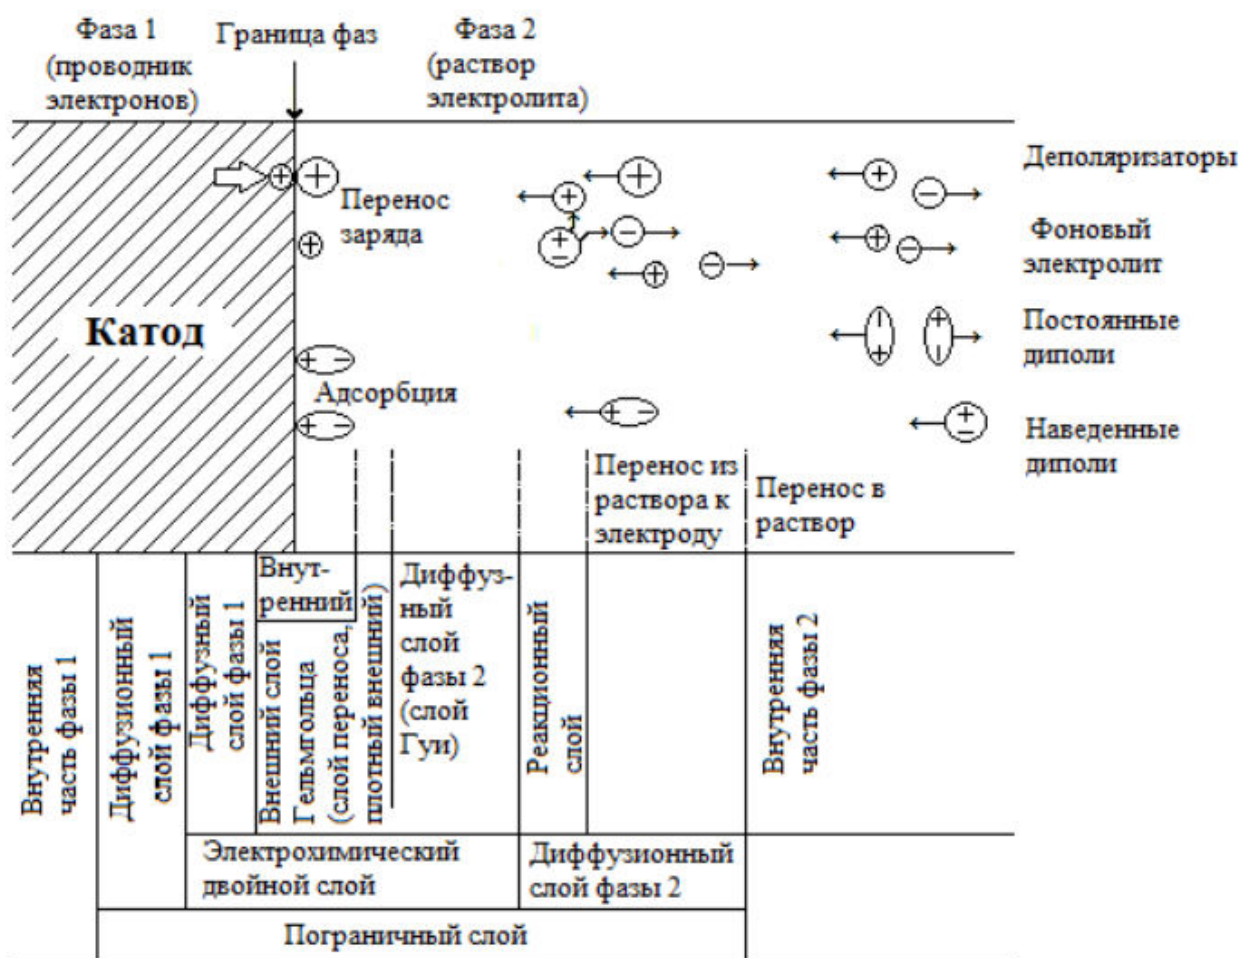 Фаза 1
(проводник
электронов)
Граница фаз
Фаза 2
(раствор
электролита)
Деполяризаторы
Перенос
заряда
Фоновый
электролит
Катод
Постоянные
диполи
Адсорбция
Наведенные
диполи
Перенос из
раствора к
электроду
Перенос в
раствор
Внутренняя
часть фазы 1
Диффузионный
слой фазы 1
Диффузный
слой фазы 1
Внут-
ренний
Внешний слой
Гельмгольца
(слой переноса,
плотный внешний)
Диффуз-
ный
слой
фазы 2
(слой
Гуи)
Реакционный
слой
Внутренняя
часть фазы 2
Электрохимический
двойной слой
Диффузионный
слой фазы 2
Пограничный слой